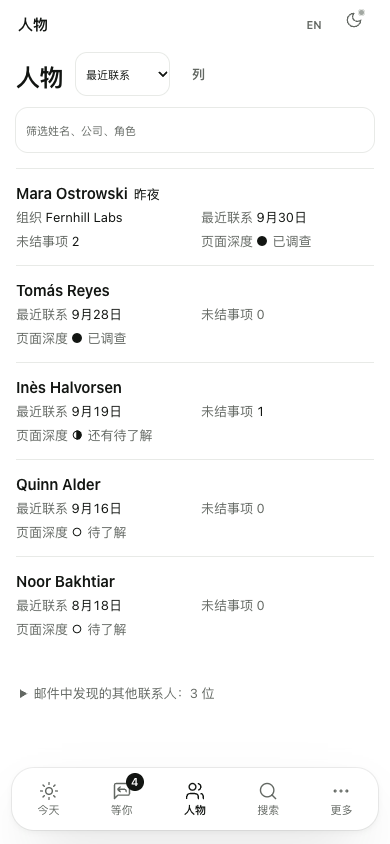 人物
EN
人物 最近联系 列
筛选姓名、公司、角色
Mara Ostrowski 昨夜
组织 Fernhill Labs 最近联系 9月30日
未结事项 2 页面深度 已调查
Tomás Reyes
最近联系 9月28日 未结事项 0
页面深度 已调查
Inès Halvorsen
最近联系 9月19日 未结事项 1
页面深度 还有待了解
Quinn Alder
最近联系 9月16日 未结事项 0
页面深度 待了解
Noor Bakhtiar
最近联系 8月18日 未结事项 0
页面深度 待了解
邮件中发现的其他联系人：3 位
4
今天 等你 人物 搜索 更多